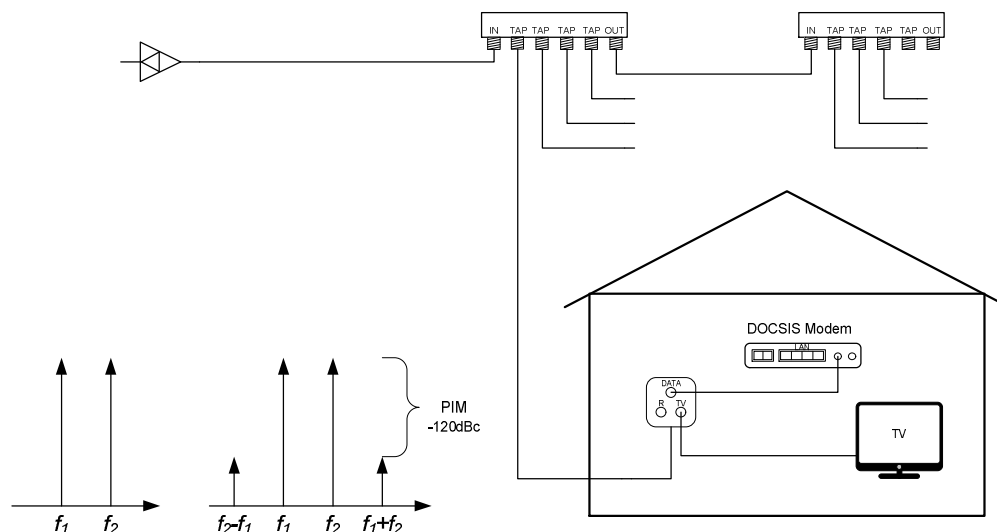 IN TAP TAP TAP TAP OUT
IN TAP TAP TAP TAP OUT
DOCSIS Modem
LAN
DATA
R TV
TV
PIM
-120dBc
f1 f2
f2-f1 f1 f2 f1+f2